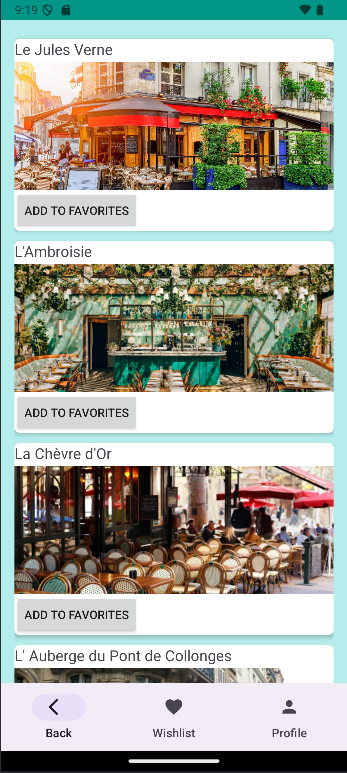 9:19
Le Jules Verne
ADD TO FAVORITES
L'Ambroisie
ADD TO FAVORITES
La Chèvre d'Or
ADD TO FAVORITES
L' Auberge du Pont de Collonges
Back
Wishlist
Profile